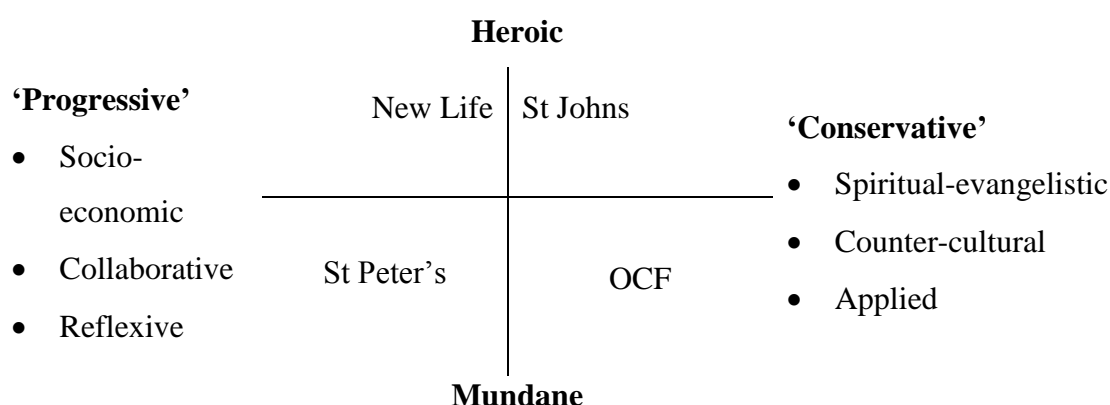 Heroic
‘Progressive’
• Socio-
economic
• Collaborative
• Reflexive
New Life
St Johns
St Peter’s
OCF
‘Conservative’
• Spiritual-evangelistic
• Counter-cultural
• Applied
Mundane